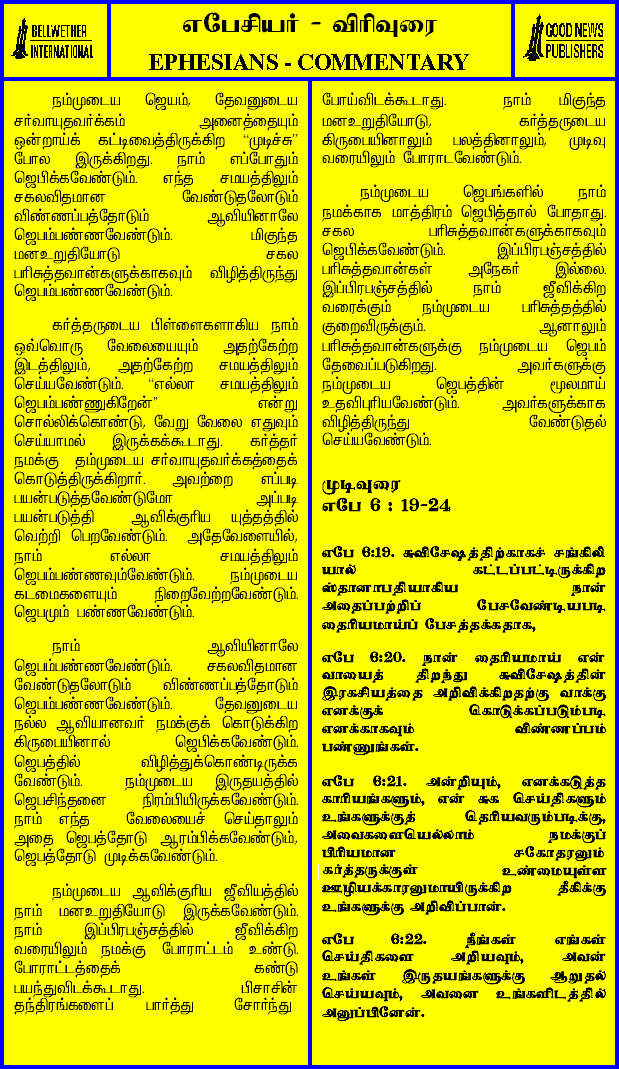 BELLWETHER
INTERNATIONAL
எபேசியர் - விரிவுரை
EPHESIANS - COMMENTARY
GOOD NEWS
PUBLISHERS
நம்முடைய ஜெயம், தேவனுடைய
சர்வாயுதவர்க்கம் அனைத்தையும்
ஒன்றாய்க் கட்டிவைத்திருக்கிற “முடிச்சு”
போல இருக்கிறது. நாம் எப்போதும்
ஜெபிக்கவேண்டும். எந்த சமயத்திலும்
சகலவிதமான வேண்டுதலோடும்
விண்ணப்பத்தோடும் ஆவியினாலே
ஜெபம்பண்ணவேண்டும். மிகுந்த
மனஉறுதியோடு சகல
பரிசுத்தவான்களுக்காகவும் விழித்திருந்து
ஜெபம்பண்ணவேண்டும்.
கர்த்தருடைய பிள்ளைகளாகிய நாம்
ஒவ்வொரு வேலையையும் அதற்கேற்ற
இடத்திலும், அதற்கேற்ற சமயத்திலும்
செய்யவேண்டும். “எல்லா சமயத்திலும்
ஜெபம்பண்ணுகிறேன்” என்று
சொல்லிக்கொண்டு, வேறு வேலை எதுவும்
செய்யாமல் இருக்கக்கூடாது. கர்த்தர்
நமக்கு தம்முடைய சர்வாயுதவர்க்கத்தைக்
கொடுத்திருக்கிறார். அவற்றை எப்படி
பயன்படுத்தவேண்டுமோ அப்படி
பயன்படுத்தி ஆவிக்குரிய யுத்தத்தில்
வெற்றி பெறவேண்டும். அதேவேளையில்,
நாம் எல்லா சமயத்திலும்
ஜெபம்பண்ணவும்வேண்டும். நம்முடைய
கடமைகளையும் நிறைவேற்றவேண்டும்.
ஜெபமும் பண்ணவேண்டும்.
நாம் ஆவியினாலே
ஜெபம்பண்ணவேண்டும். சகலவிதமான
வேண்டுதலோடும் விண்ணப்பத்தோடும்
ஜெபம்பண்ணவேண்டும். தேவனுடைய
நல்ல ஆவியானவர் நமக்குக் கொடுக்கிற
கிருபையினால் ஜெபிக்கவேண்டும்.
ஜெபத்தில் விழித்துக்கொண்டிருக்க
வேண்டும். நம்முடைய இருதயத்தில்
ஜெபசிந்தனை நிரம்பியிருக்கவேண்டும்.
நாம் எந்த வேலையைச் செய்தாலும்
அதை ஜெபத்தோடு ஆரம்பிக்கவேண்டும்,
ஜெபத்தோடு முடிக்கவேண்டும்.
நம்முடைய ஆவிக்குரிய ஜீவியத்தில்
நாம் மனஉறுதியோடு இருக்கவேண்டும்.
நாம் இப்பிரபஞ்சத்தில் ஜீவிக்கிற
வரையிலும் நமக்கு போராட்டம் உண்டு.
போராட்டத்தைக் கண்டு
பயந்துவிடக்கூடாது. பிசாசின்
தந்திரங்களைப் பார்த்து சோர்ந்து
போய்விடக்கூடாது. நாம் மிகுந்த
மனஉறுதியோடு, கர்த்தருடைய
கிருபையினாலும் பலத்தினாலும், முடிவு
வரையிலும் போராடவேண்டும்.
நம்முடைய ஜெபங்களில் நாம்
நமக்காக மாத்திரம் ஜெபித்தால் போதாது.
சகல பரிசுத்தவான்களுக்காகவும்
ஜெபிக்கவேண்டும். இப்பிரபஞ்சத்தில்
பரிசுத்தவான்கள் அநேகர் இல்லை.
இப்பிரபஞ்சத்தில் நாம் ஜீவிக்கிற
வரைக்கும் நம்முடைய பரிசுத்தத்தில்
குறைவிருக்கும். ஆனாலும்
பரிசுத்தவான்களுக்கு நம்முடைய ஜெபம்
தேவைப்படுகிறது. அவர்களுக்கு
நம்முடைய ஜெபத்தின் மூலமாய்
உதவிபுரியவேண்டும். அவர்களுக்காக
விழித்திருந்து வேண்டுதல்
செய்யவேண்டும்.
முடிவுரை
எபே 6 : 19-24
எபே 6:19. சுவிசேஷத்திற்காகச் சங்கிலி
யால் கட்டப்பட்டிருக்கிற
ஸ்தானாபதியாகிய நான்
அதைப்பற்றிப் பேசவேண்டியபடி
தைரியமாய்ப் பேசத்தக்கதாக,
எபே 6:20. நான் தைரியமாய் என்
வாயைத் திறந்து சுவிசேஷத்தின்
இரகசியத்தை அறிவிக்கிறதற்கு வாக்கு
எனக்குக் கொடுக்கப்படும்படி
எனக்காகவும் விண்ணப்பம்
பண்ணுங்கள்.
எபே 6:21. அன்றியும், எனக்கடுத்த
காரியங்களும், என் சுக செய்திகளும்
உங்களுக்குத் தெரியவரும்படிக்கு,
அவைகளையெல்லாம் நமக்குப்
பிரியமான சகோதரனும்
கர்த்தருக்குள் உண்மையுள்ள
ஊழியக்காரனுமாயிருக்கிற தீகிக்கு
உங்களுக்கு அறிவிப்பான்.
எபே 6:22. நீங்கள் எங்கள்
செய்திகளை அறியவும், அவன்
உங்கள் இருதயங்களுக்கு ஆறுதல்
செய்யவும், அவனை உங்களிடத்தில்
அனுப்பினேன்.